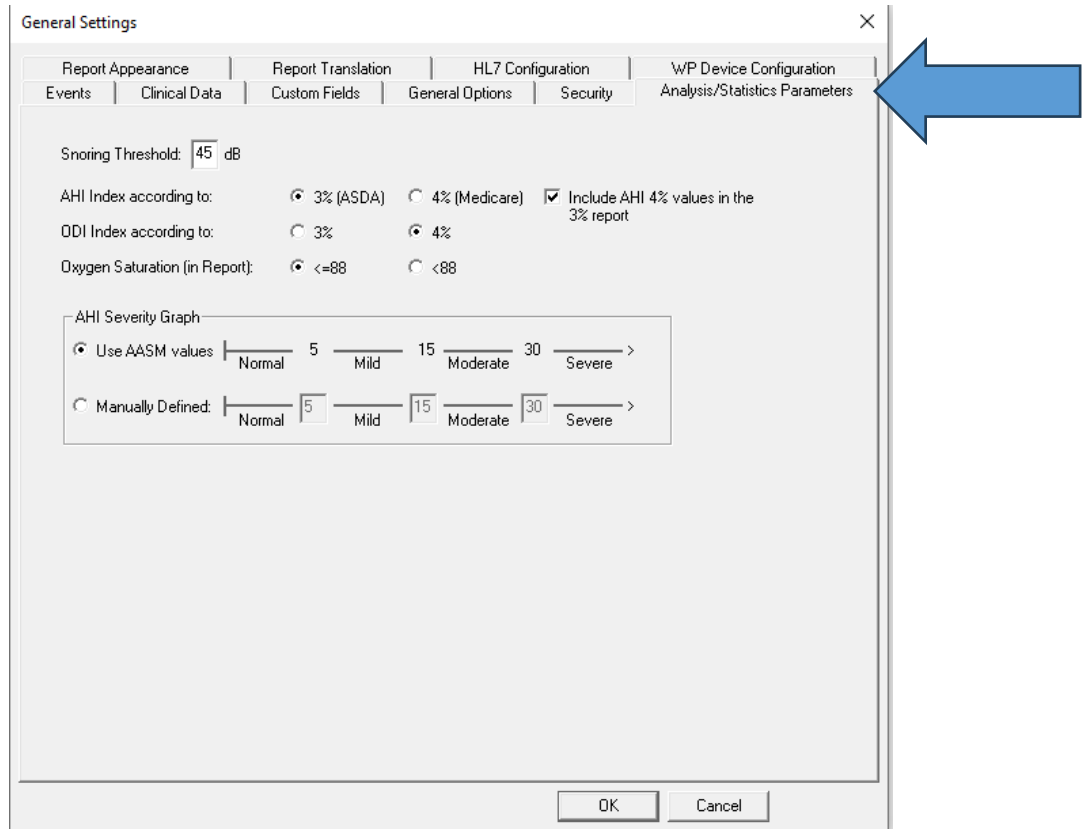 General Settings
Report Appearance Report Translation HL7 Configuration WP Device Configuration
Events Clinical Data Custom Fields General Options Security Analysis/Statistics Parameters
Snoring Threshold: 45 dB
AHI Index according to: 3% (ASDA) 4% (Medicare) Include AHI 4% values in the
3% report
ODI Index according to: 3% 4%
Oxygen Saturation (in Report): <=88 <88
AHI Severity Graph
Use AASM values 5 15 30 >
Normal Mild Moderate Severe
Manually Defined: 5 15 30 >
Normal Mild Moderate Severe
OK Cancel